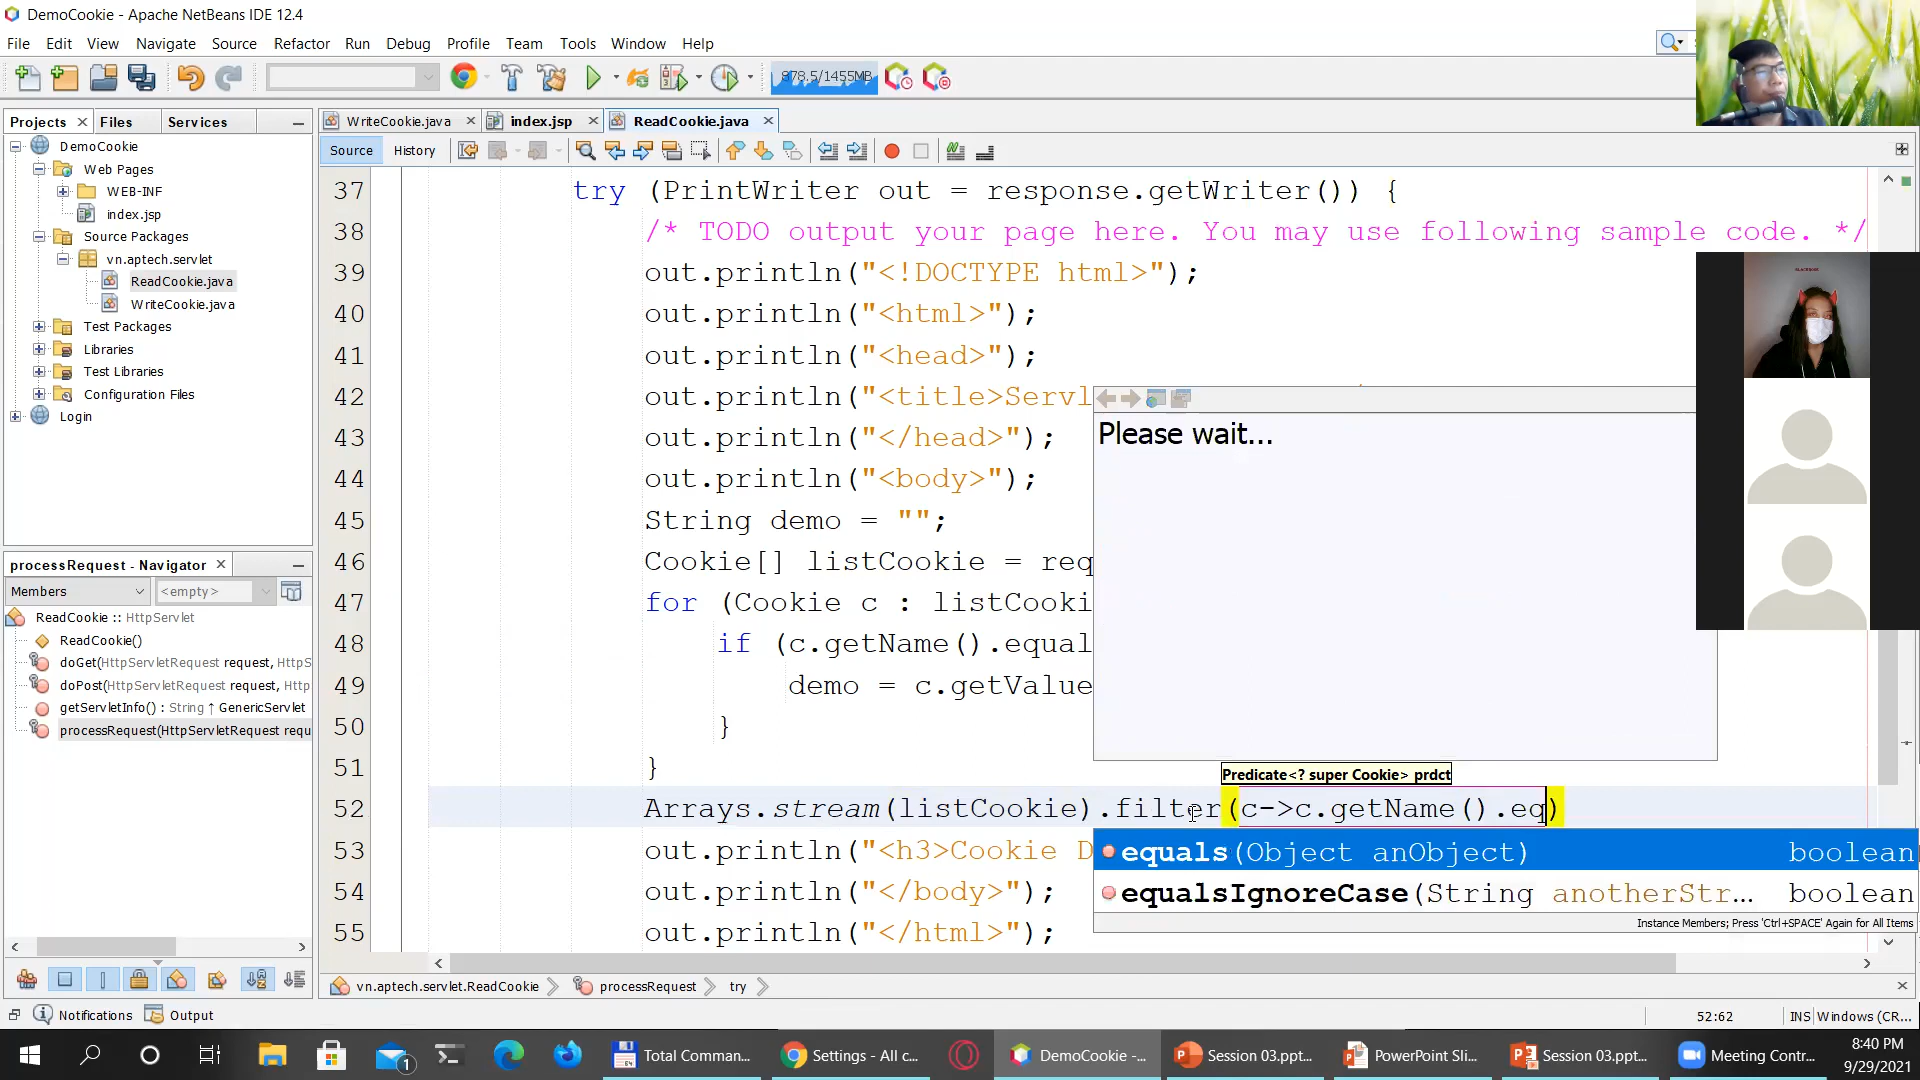 DemoCookie - Apache NetBeans IDE 12.4
File Edit View Navigate Source Refactor Run Debug Profile Team Tools Window Help
878.5/1455MB
Projects Files Services
WriteCookie.java index.jsp ReadCookie.java
Source History
DemoCookie
Web Pages
WEB-INF
index.jsp
Source Packages
vn.aptech.servlet
ReadCookie.java
WriteCookie.java
Test Packages
Libraries
Test Libraries
Configuration Files
Login
processRequest - Navigator
Members <empty>
ReadCookie :: HttpServlet
ReadCookie()
doGet(HttpServletRequest request, HttpS
doPost(HttpServletRequest request, Http
getServletInfo() : String ↑ GenericServlet
processRequest(HttpServletRequest requ
37 try (PrintWriter out = response.getWriter()) {
38 /* TODO output your page here. You may use following sample code. */
39 out.println("<!DOCTYPE html>");
40 out.println("<html>");
41 out.println("<head>");
42 out.println("<title>Servl
43 out.println("</head>");
44 out.println("<body>");
45 String demo = "";
46 Cookie[] listCookie = req
47 for (Cookie c : listCooki
48 if (c.getName().equal
49 demo = c.getValue
50 }
51 }
52 Arrays.stream(listCookie).filter(c->c.getName().eq)
53 out.println("<h3>Cookie D
54 out.println("</body>");
55 out.println("</html>");
Please wait...
Predicate<? super Cookie> prdct
equals(Object anObject) boolean
equalsIgnoreCase(String anotherStr... boolean
Instance Members; Press 'Ctrl+SPACE' Again for All Items
vn.aptech.servlet.ReadCookie processRequest try
Notifications Output
52:62 INS Windows (CR...
1 Total Comman... Settings - All c... DemoCookie -... Session 03.ppt... PowerPoint Sli... Session 03.ppt... Meeting Contr...
8:40 PM
9/29/2021